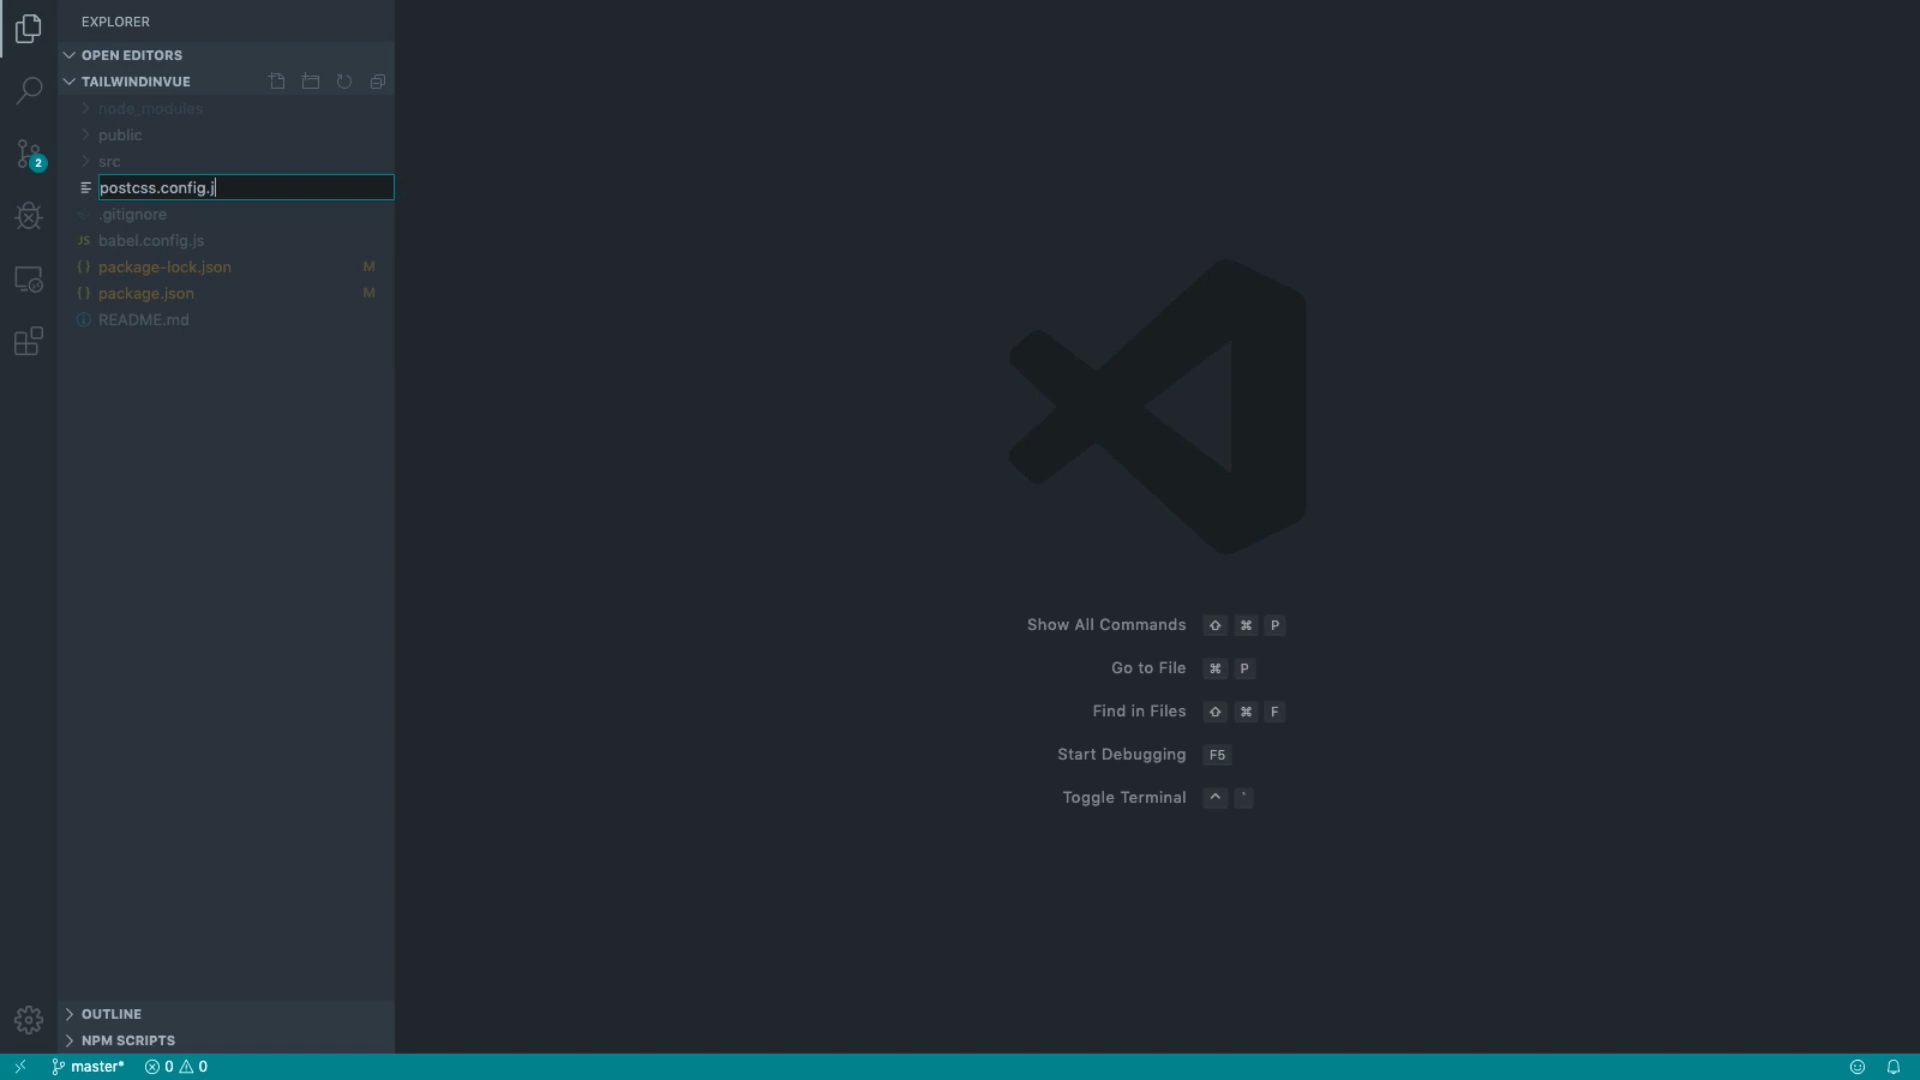 EXPLORER
OPEN EDITORS
TAILWINDINVUE
node_modules
public
src
2
postcss.config.j
.gitignore
JS babel.config.js
{} package-lock.json M
{} package.json M
README.md
Show All Commands ⇧ ⌘ P
Go to File ⌘ P
Find in Files ⇧ ⌘ F
Start Debugging F5
Toggle Terminal ^ `
OUTLINE
NPM SCRIPTS
master* 0 0